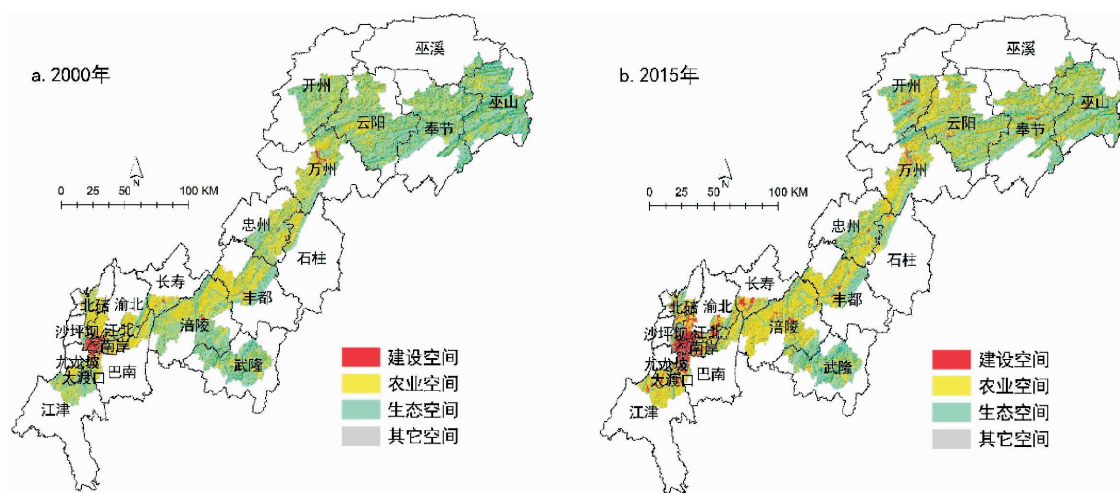 a. 2000年
巫溪
开州
巫山
云阳
奉节
万州
N
0 25 50 100 KM
忠州
石柱
长寿
丰都
北碚
渝北
涪陵
沙坪坝
江北
南岸
武隆
九龙坡
大渡口
巴南
江津
建设空间
农业空间
生态空间
其它空间
b. 2015年
巫溪
开州
巫山
云阳
奉节
万州
N
0 25 50 100 KM
忠州
石柱
长寿
丰都
北碚
渝北
涪陵
沙坪坝
江北
南岸
武隆
九龙坡
大渡口
巴南
江津
建设空间
农业空间
生态空间
其它空间